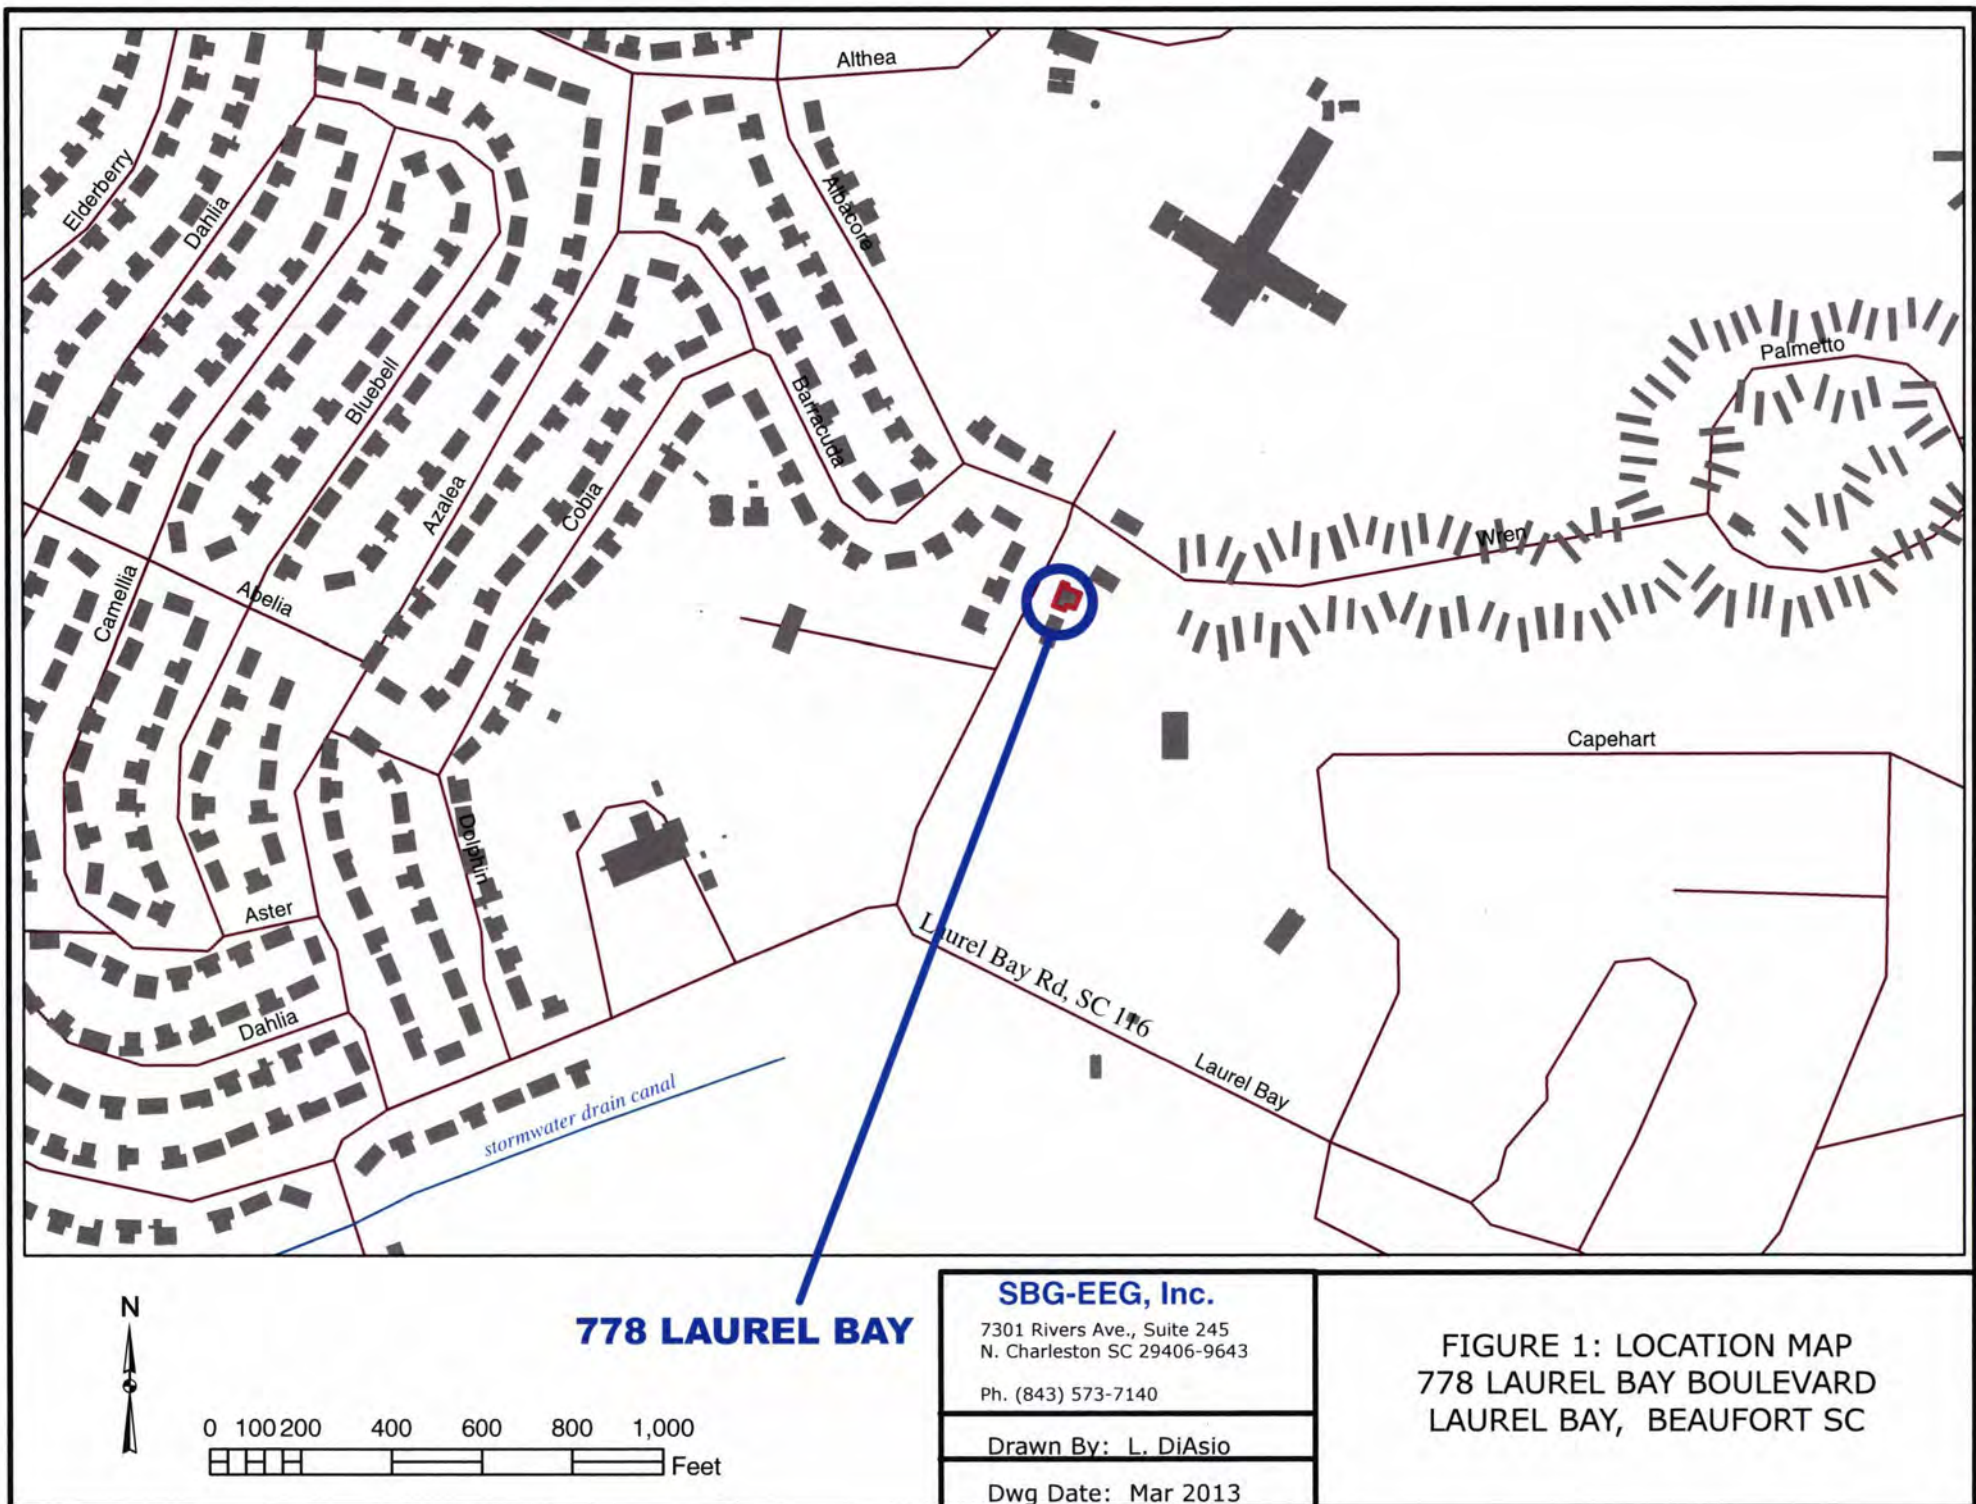 Althea
Elderberry
Dahlia
Albacore
Palmetto
Bluebell
Barracuda
Azalea
Cobia
Wren
Camellia
Abelia
Capehart
Dolphin
Aster
Laurel Bay Rd, SC 116
Dahlia
Laurel Bay
stormwater drain canal
N
778 LAUREL BAY
0 100 200 400 600 800 1,000
Feet
SBG-EEG, Inc.
7301 Rivers Ave., Suite 245
N. Charleston SC 29406-9643
Ph. (843) 573-7140
Drawn By: L. DiAsio
Dwg Date: Mar 2013
FIGURE 1: LOCATION MAP
778 LAUREL BAY BOULEVARD
LAUREL BAY, BEAUFORT SC